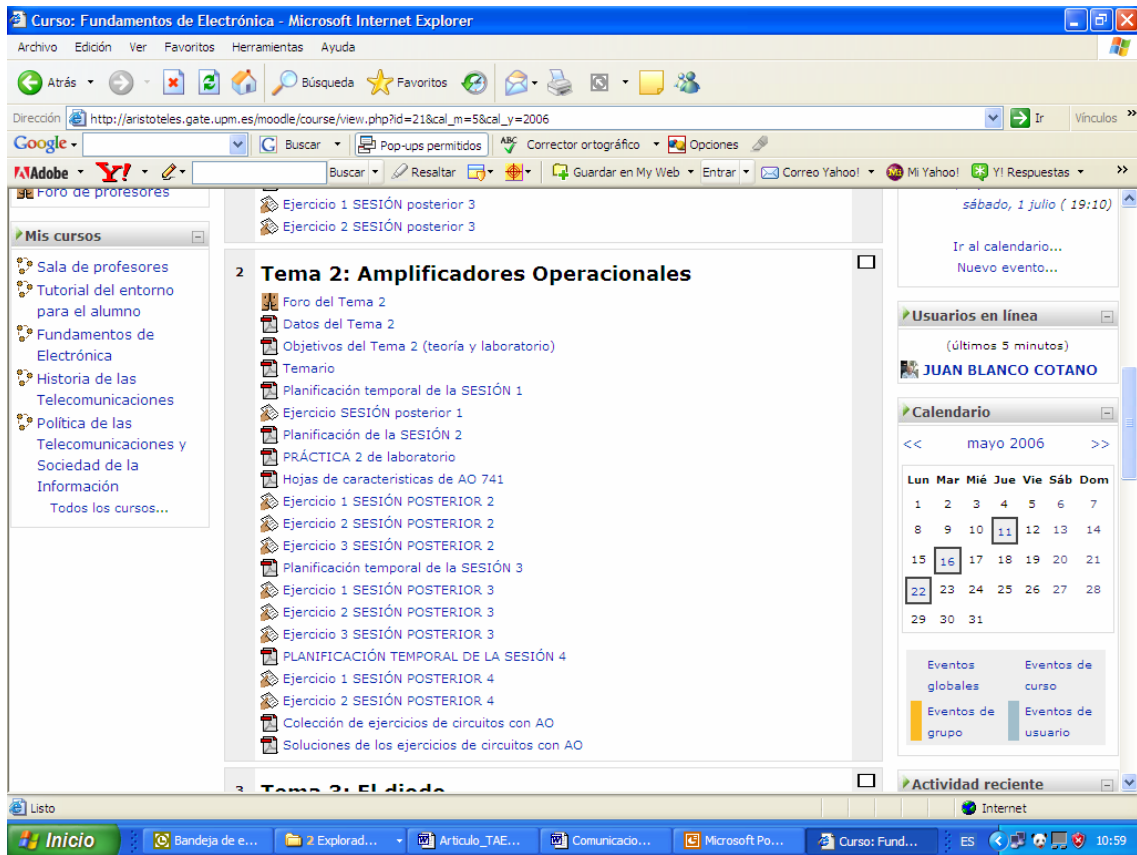 Curso: Fundamentos de Electrónica - Microsoft Internet Explorer
Archivo Edición Ver Favoritos Herramientas Ayuda
Atrás Búsqueda Favoritos
Dirección http://aristoteles.gate.upm.es/moodle/course/view.php?id=21&cal_m=5&cal_y=2006 Ir Vínculos »
Google Buscar Pop-ups permitidos ABC Corrector ortográfico Opciones
Adobe Y! Buscar Resaltar Guardar en My Web Entrar Correo Yahoo! Mi Yahoo! Y! Respuestas »
Foro de profesores
Mis cursos
Sala de profesores
Tutorial del entorno
para el alumno
Fundamentos de
Electrónica
Historia de las
Telecomunicaciones
Política de las
Telecomunicaciones y
Sociedad de la
Información
Todos los cursos...
Ejercicio 1 SESIÓN posterior 3
Ejercicio 2 SESIÓN posterior 3
2 Tema 2: Amplificadores Operacionales
Foro del Tema 2
Datos del Tema 2
Objetivos del Tema 2 (teoría y laboratorio)
Temario
Planificación temporal de la SESIÓN 1
Ejercicio SESIÓN posterior 1
Planificación de la SESIÓN 2
PRÁCTICA 2 de laboratorio
Hojas de caracteristicas de AO 741
Ejercicio 1 SESIÓN POSTERIOR 2
Ejercicio 2 SESIÓN POSTERIOR 2
Ejercicio 3 SESIÓN POSTERIOR 2
Planificación temporal de la SESIÓN 3
Ejercicio 1 SESIÓN POSTERIOR 3
Ejercicio 2 SESIÓN POSTERIOR 3
Ejercicio 3 SESIÓN POSTERIOR 3
PLANIFICACIÓN TEMPORAL DE LA SESIÓN 4
Ejercicio 1 SESIÓN POSTERIOR 4
Ejercicio 2 SESIÓN POSTERIOR 4
Colección de ejercicios de circuitos con AO
Soluciones de los ejercicios de circuitos con AO
3 Tema 3: El diodo
sábado, 1 julio ( 19:10)
Ir al calendario...
Nuevo evento...
Usuarios en línea
(últimos 5 minutos)
JUAN BLANCO COTANO
Calendario
<< mayo 2006 >>
Lun Mar Mié Jue Vie Sáb Dom
1 2 3 4 5 6 7
8 9 10 11 12 13 14
15 16 17 18 19 20 21
22 23 24 25 26 27 28
29 30 31
Eventos globales
Eventos de curso
Eventos de grupo
Eventos de usuario
Actividad reciente
Listo Internet
Inicio Bandeja de e... 2 Explorad... Articulo_TAE... Comunicacio... Microsoft Po... Curso: Fund... ES 10:59